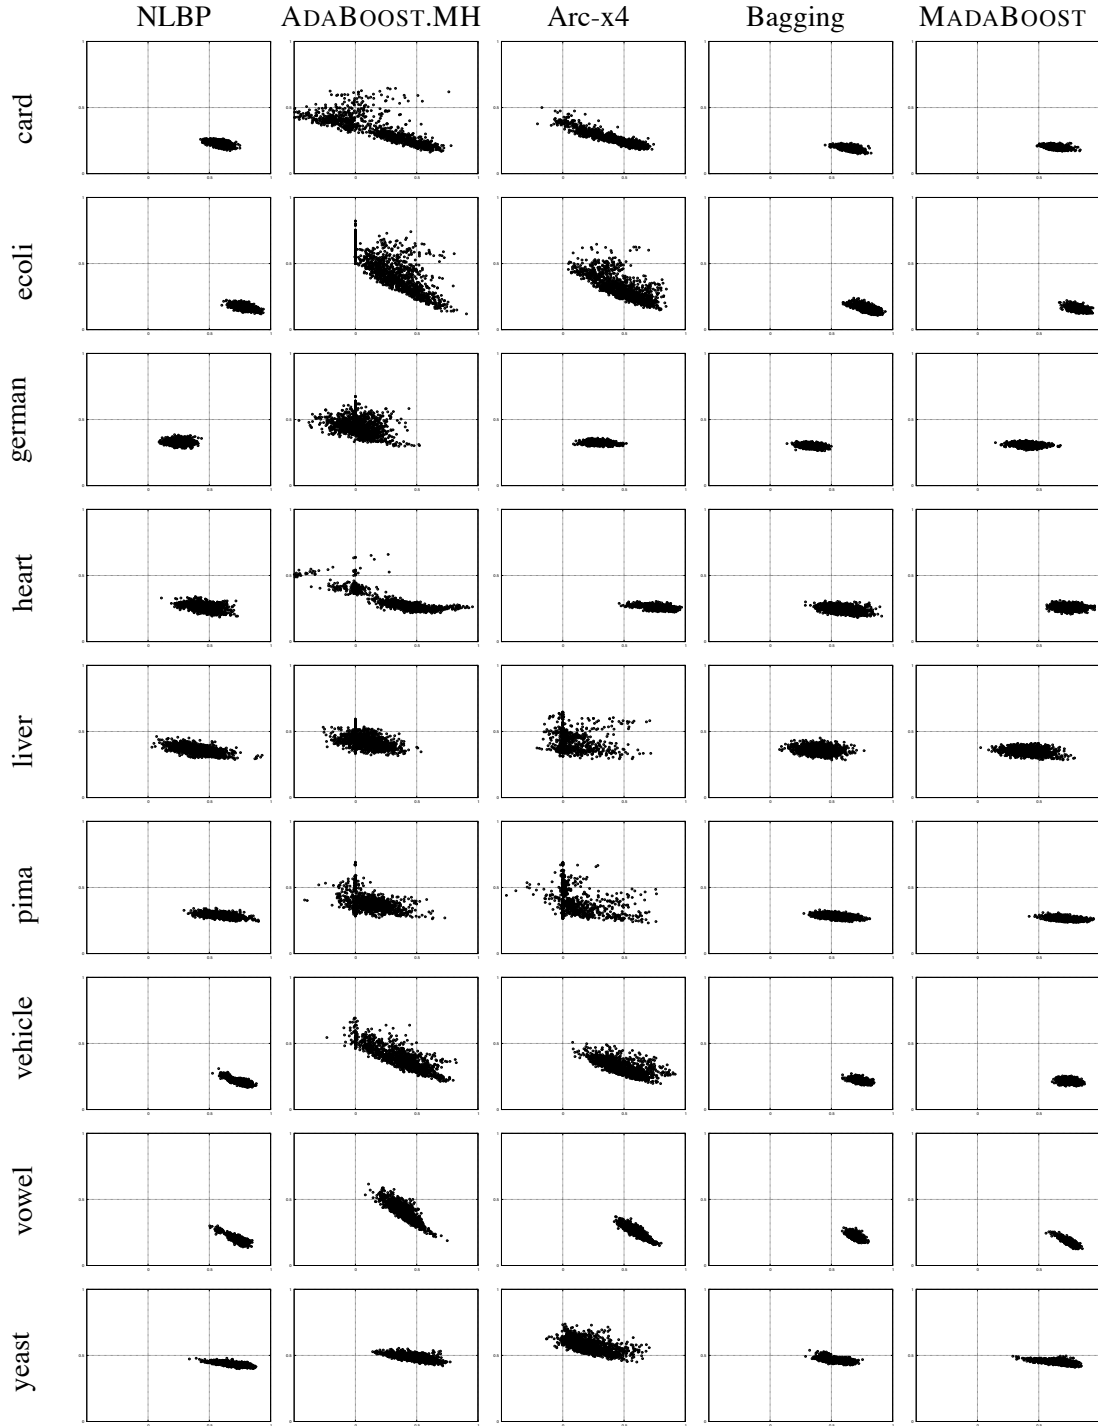 NLBP ADABOOST.MH Arc-x4 Bagging MADABOOST
card
ecoli
german
heart
liver
pima
vehicle
vowel
yeast